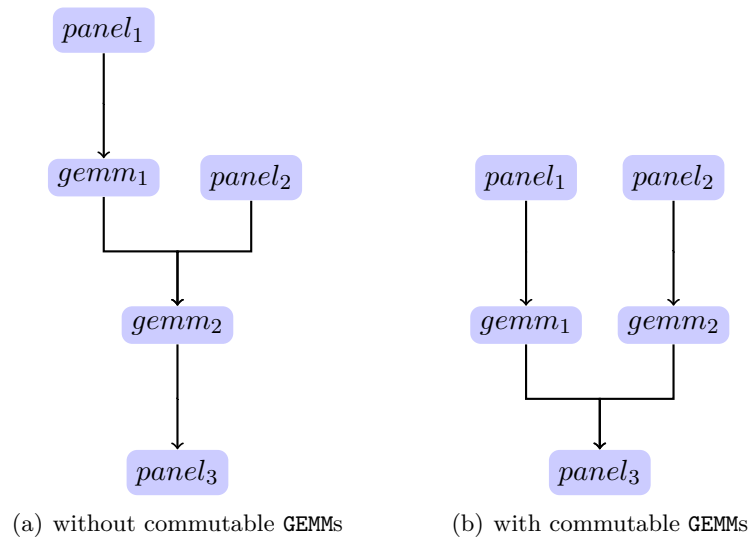 panel₁
gemm₁ panel₂
gemm₂
panel₃
(a) without commutable GEMMs
panel₁ panel₂
gemm₁ gemm₂
panel₃
(b) with commutable GEMMs